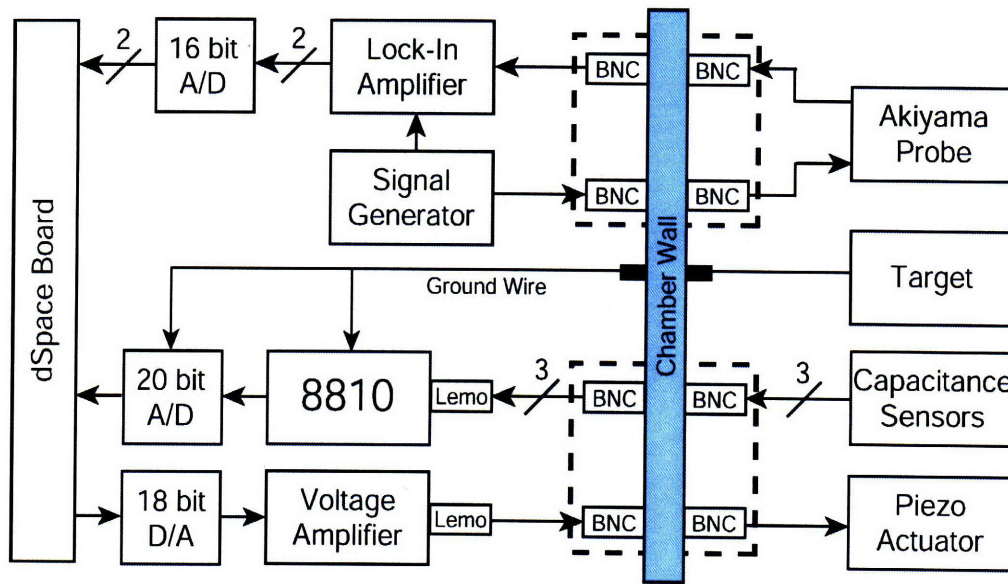 2
16 bit
A/D
2
Lock-In
Amplifier
BNC
BNC
Akiyama
Probe
Signal
Generator
BNC
BNC
dSpace Board
Chamber Wall
Ground Wire
Target
20 bit
A/D
8810
Lemo
3
BNC
BNC
3
Capacitance
Sensors
18 bit
D/A
Voltage
Amplifier
Lemo
BNC
BNC
Piezo
Actuator